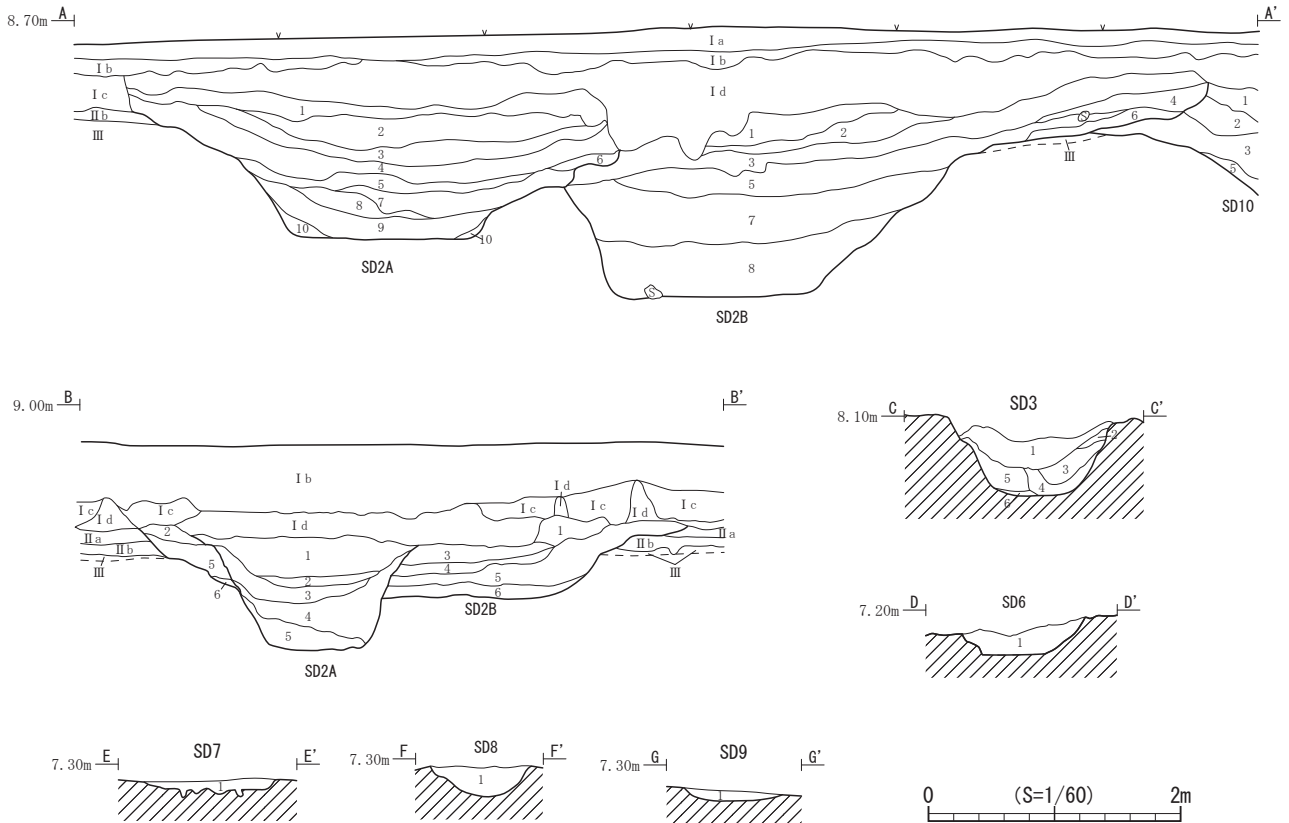 8.70m A A'
Ⅰa
Ⅰb Ⅰb
Ⅰc Ⅰd
Ⅱb
Ⅲ
1 2 3 4 5 6 7 8 9 10 10
SD2A
1 2 3 4 5 6 7 8 S S Ⅲ
SD2B
1 2 3 5
SD10
9.00m B B'
Ⅰb
Ⅰc Ⅰd Ⅰd Ⅰd Ⅰc Ⅰc Ⅰd Ⅰc
Ⅱa Ⅱa
Ⅱb Ⅱb
Ⅲ Ⅲ
2 5 6
1 2 3 4 5
SD2A
1 3 4 5 6
SD2B
8.10m C SD3 C'
1 2 3 4 5 6
7.20m D SD6 D'
1
7.30m E SD7 E'
1
7.30m F SD8 F'
1
7.30m G SD9 G'
1
0 (S=1/60) 2m